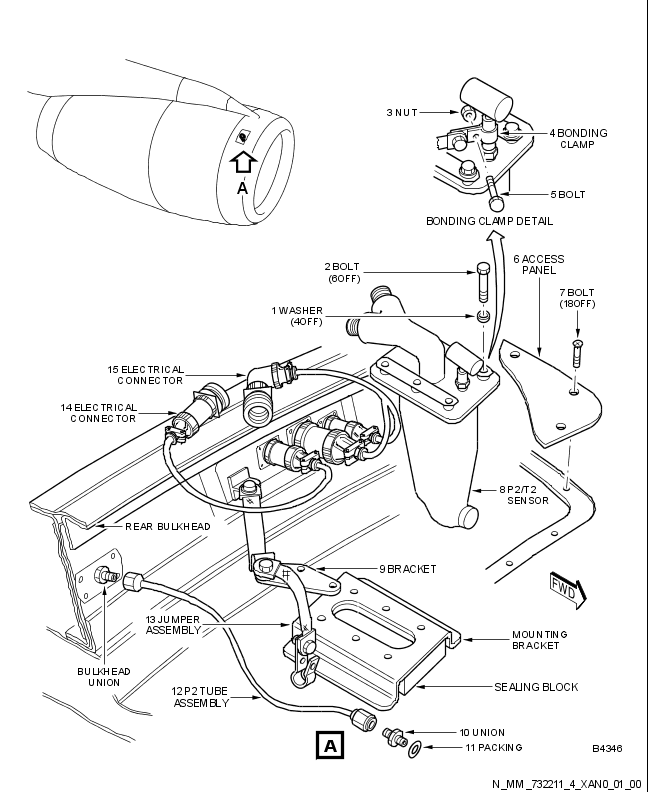 A
3 NUT
4 BONDING
CLAMP
5 BOLT
BONDING CLAMP DETAIL
6 ACCESS
PANEL
2 BOLT
(6OFF)
7 BOLT
(18OFF)
1 WASHER
(4OFF)
15 ELECTRICAL
CONNECTOR
14 ELECTRICAL
CONNECTOR
8 P2/T2
SENSOR
REAR BULKHEAD
9 BRACKET
FWD
13 JUMPER
ASSEMBLY
MOUNTING
BRACKET
BULKHEAD
UNION
SEALING BLOCK
12 P2 TUBE
ASSEMBLY
10 UNION
A
11 PACKING
B4346
N_MM_732211_4_XAN0_01_00